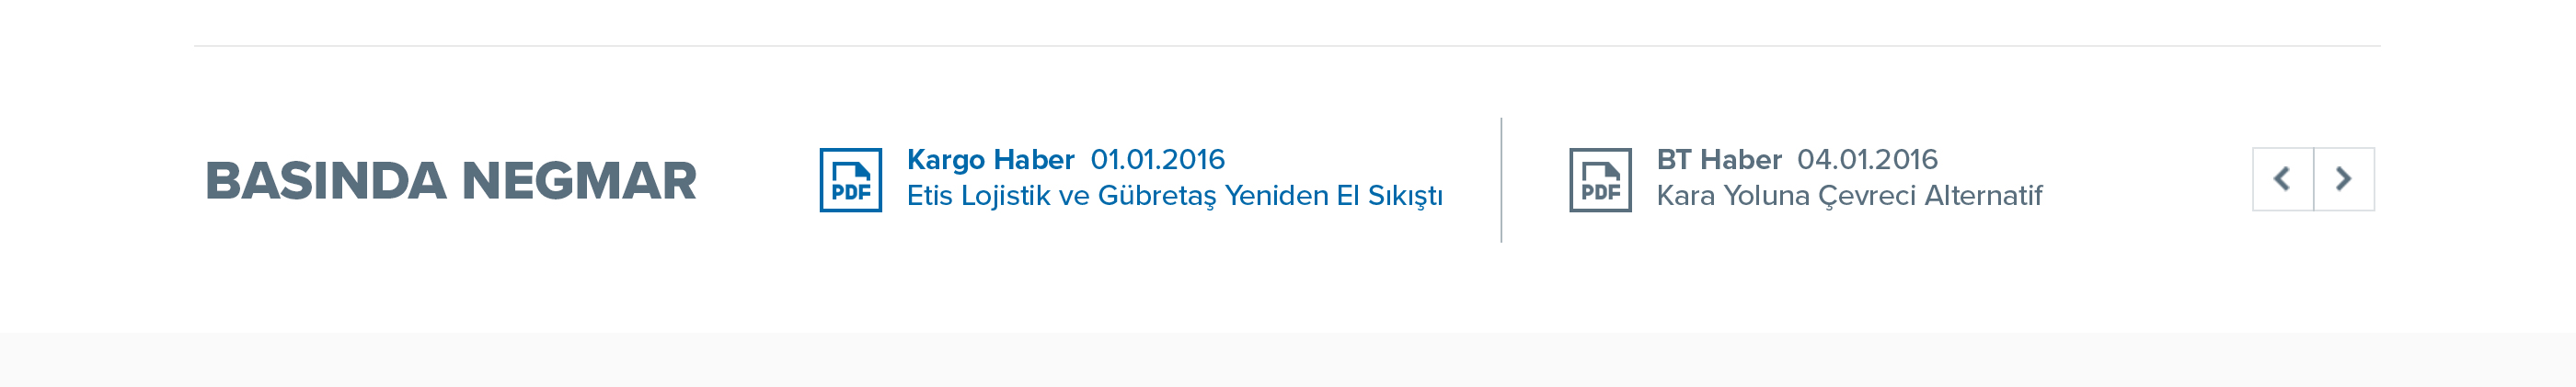 BASINDA NEGMAR
PDF
Kargo Haber 01.01.2016
Etis Lojistik ve Gübretaş Yeniden El Sıkıştı
PDF
BT Haber 04.01.2016
Kara Yoluna Çevreci Alternatif